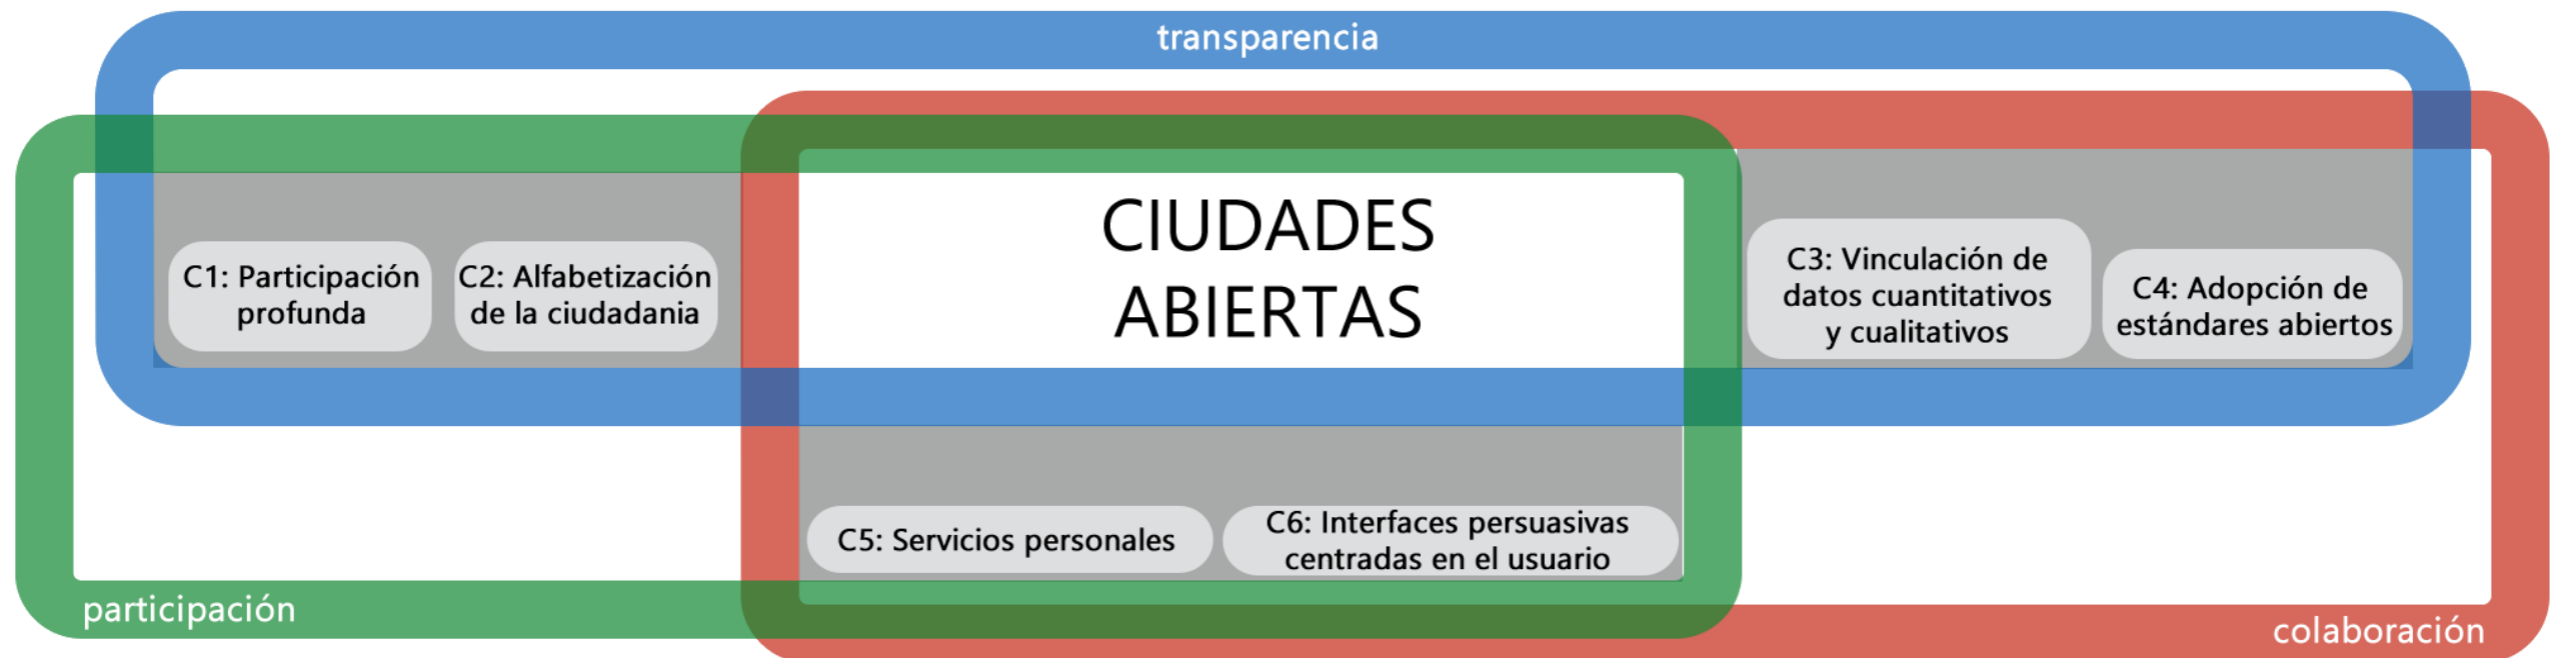 transparencia
CIUDADES
ABIERTAS
C1: Participación
profunda
C2: Alfabetización
de la ciudadania
C3: Vinculación de
datos cuantitativos
y cualitativos
C4: Adopción de
estándares abiertos
C5: Servicios personales
C6: Interfaces persuasivas
centradas en el usuario
participación
colaboración